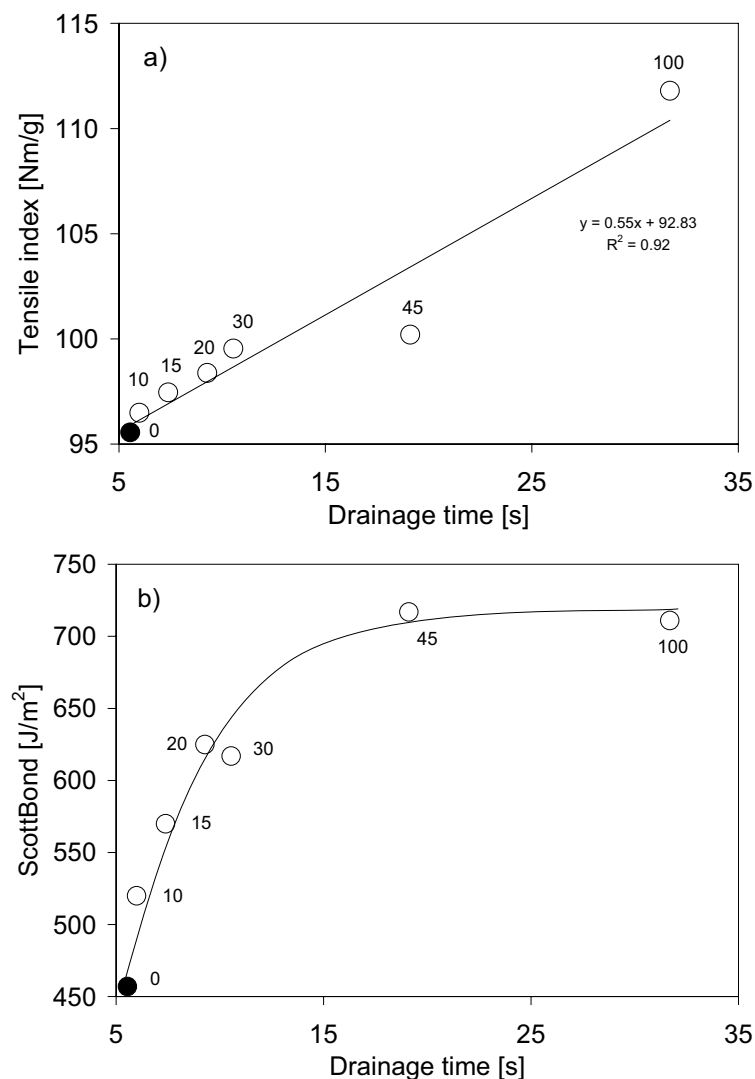 a)
Tensile index [Nm/g]
115
110
105
100
95
100
45
30
20
15
10
0
y = 0.55x + 92.83
R² = 0.92
5 15 25 35
Drainage time [s]
b)
ScottBond [J/m²]
750
700
650
600
550
500
450
45
100
20
30
15
10
0
5 15 25 35
Drainage time [s]